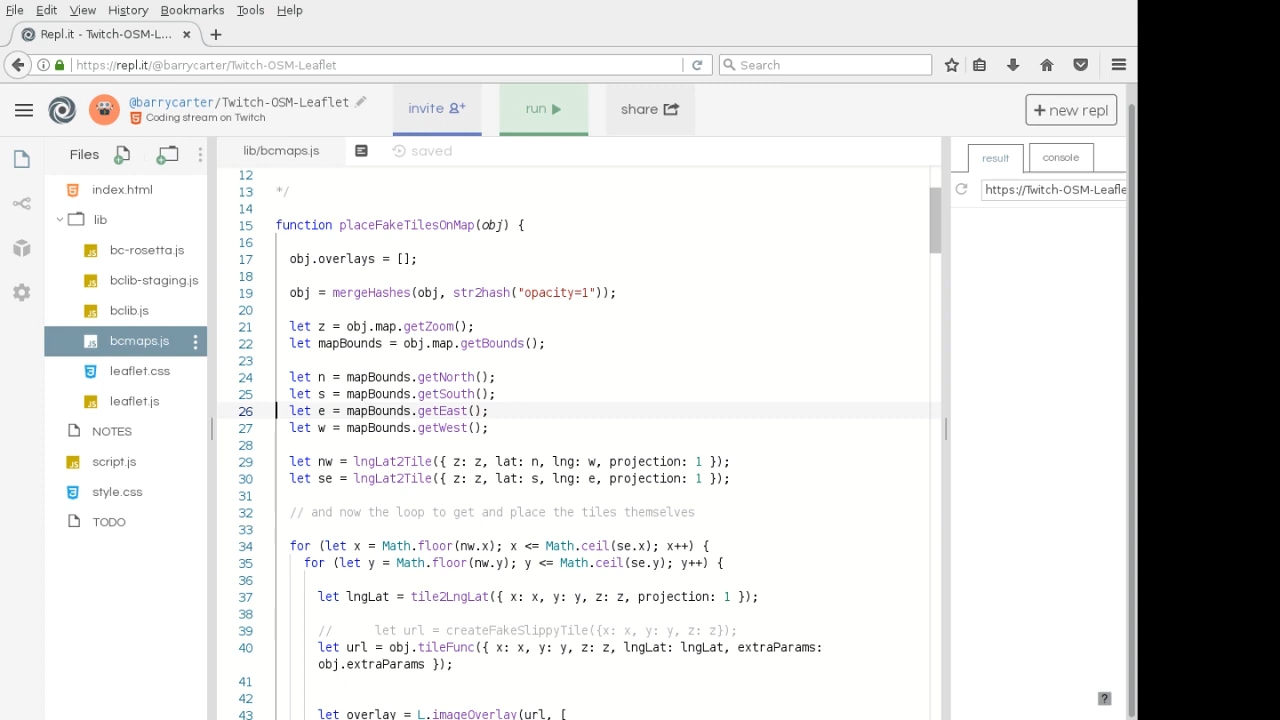 File Edit View History Bookmarks Tools Help
Repl.it - Twitch-OSM-L...
https://repl.it/@barrycarter/Twitch-OSM-Leaflet
Search
@barrycarter/Twitch-OSM-Leaflet
Coding stream on Twitch
invite
run
share
+ new repl
Files
lib/bcmaps.js
saved
result
console
https://Twitch-OSM-Leafle
index.html
lib
bc-rosetta.js
bclib-staging.js
bclib.js
bcmaps.js
leaflet.css
leaflet.js
NOTES
script.js
style.css
TODO
12
13 */
14
15 function placeFakeTilesOnMap(obj) {
16
17 obj.overlays = [];
18
19 obj = mergeHashes(obj, str2hash("opacity=1"));
20
21 let z = obj.map.getZoom();
22 let mapBounds = obj.map.getBounds();
23
24 let n = mapBounds.getNorth();
25 let s = mapBounds.getSouth();
26 let e = mapBounds.getEast();
27 let w = mapBounds.getWest();
28
29 let nw = lngLat2Tile({ z: z, lat: n, lng: w, projection: 1 });
30 let se = lngLat2Tile({ z: z, lat: s, lng: e, projection: 1 });
31
32 // and now the loop to get and place the tiles themselves
33
34 for (let x = Math.floor(nw.x); x <= Math.ceil(se.x); x++) {
35 for (let y = Math.floor(nw.y); y <= Math.ceil(se.y); y++) {
36
37 let lngLat = tile2LngLat({ x: x, y: y, z: z, projection: 1 });
38
39 // let url = createFakeSlippyTile({x: x, y: y, z: z});
40 let url = obj.tileFunc({ x: x, y: y, z: z, lngLat: lngLat, extraParams:
obj.extraParams });
41
42
43 let overlay = L.imageOverlay(url, [
?